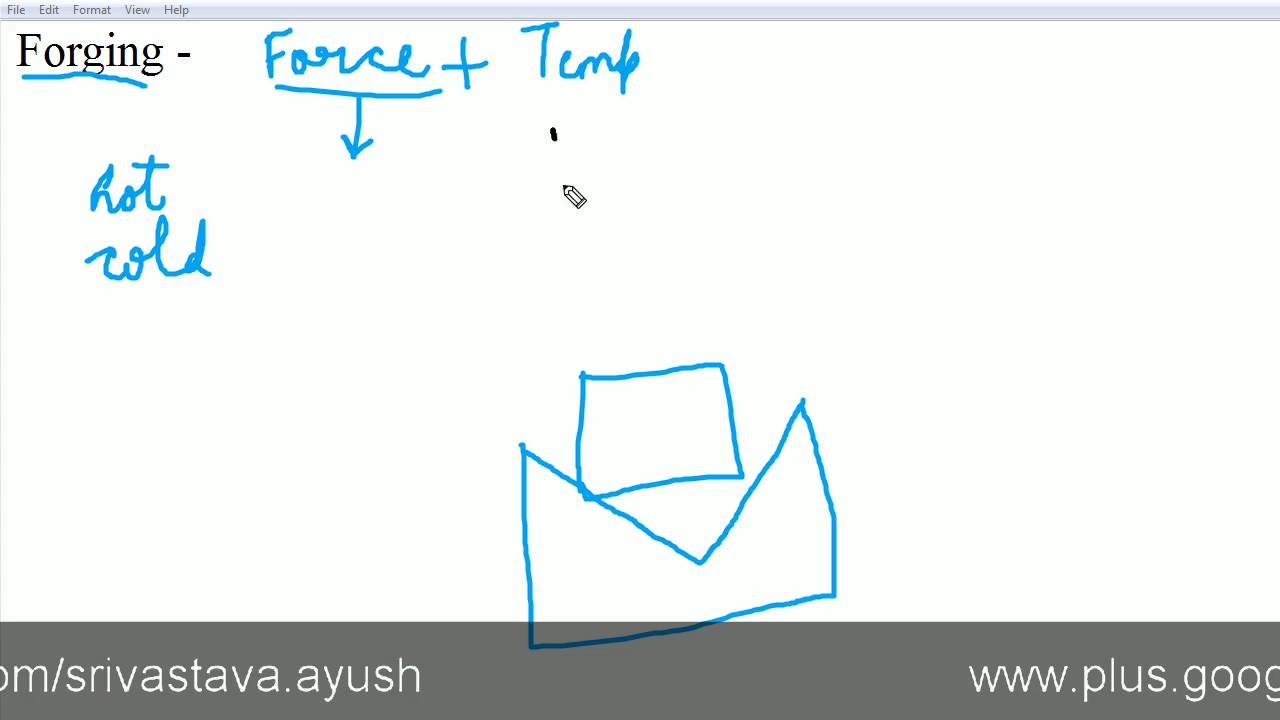 File Edit Format View Help
Forging - Force + Temp
hot
cold
om/srivastava.ayush www.plus.goog